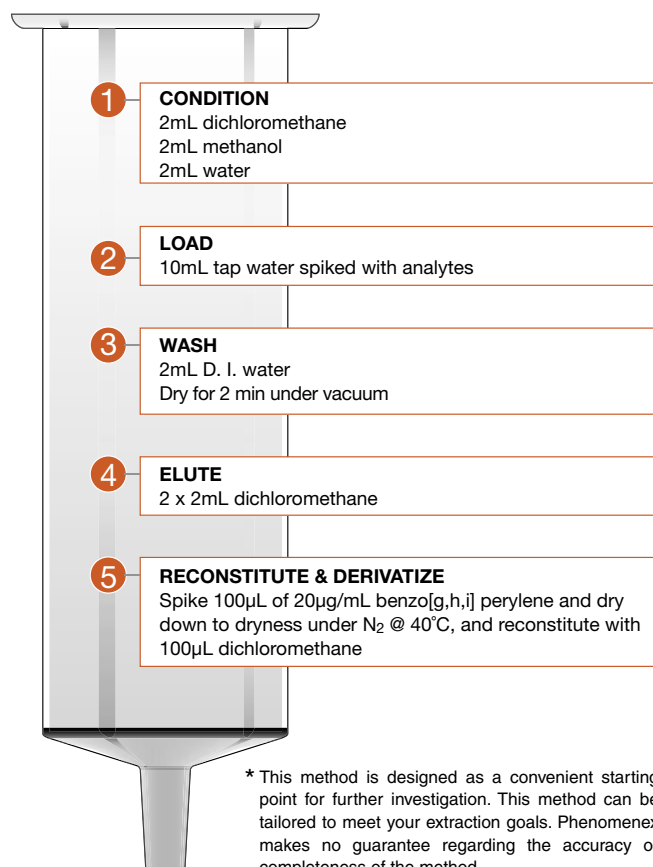 1
CONDITION
2mL dichloromethane
2mL methanol
2mL water
2
LOAD
10mL tap water spiked with analytes
3
WASH
2mL D. I. water
Dry for 2 min under vacuum
4
ELUTE
2 x 2mL dichloromethane
5
RECONSTITUTE & DERIVATIZE
Spike 100µL of 20µg/mL benzo[g,h,i] perylene and dry
down to dryness under N₂ @ 40˚C, and reconstitute with
100µL dichloromethane
* This method is designed as a convenient starting
point for further investigation. This method can be
tailored to meet your extraction goals. Phenomenex
makes no guarantee regarding the accuracy or
completeness of the method.